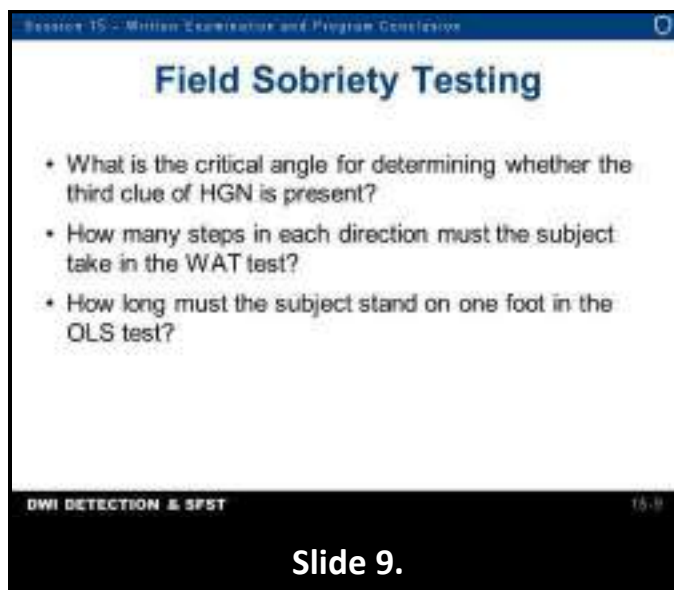 Session 15 - Written Examination and Program Conclusion
Field Sobriety Testing
• What is the critical angle for determining whether the
third clue of HGN is present?
• How many steps in each direction must the subject
take in the WAT test?
• How long must the subject stand on one foot in the
OLS test?
DWI DETECTION & SFST
15-9
Slide 9.